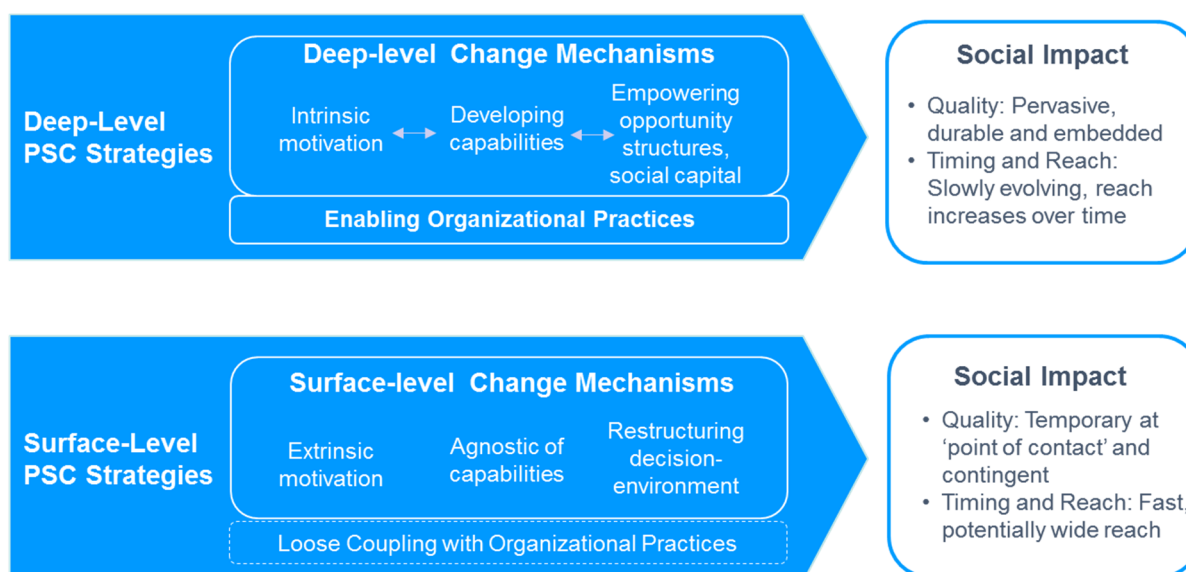 Deep-Level
PSC Strategies
Deep-level Change Mechanisms
Intrinsic
motivation
Developing
capabilities
Empowering
opportunity
structures,
social capital
Enabling Organizational Practices
Social Impact
• Quality: Pervasive,
durable and embedded
• Timing and Reach:
Slowly evolving, reach
increases over time
Surface-Level
PSC Strategies
Surface-level Change Mechanisms
Extrinsic
motivation
Agnostic of
capabilities
Restructuring
decision-
environment
Loose Coupling with Organizational Practices
Social Impact
• Quality: Temporary at
‘point of contact’ and
contingent
• Timing and Reach: Fast,
potentially wide reach